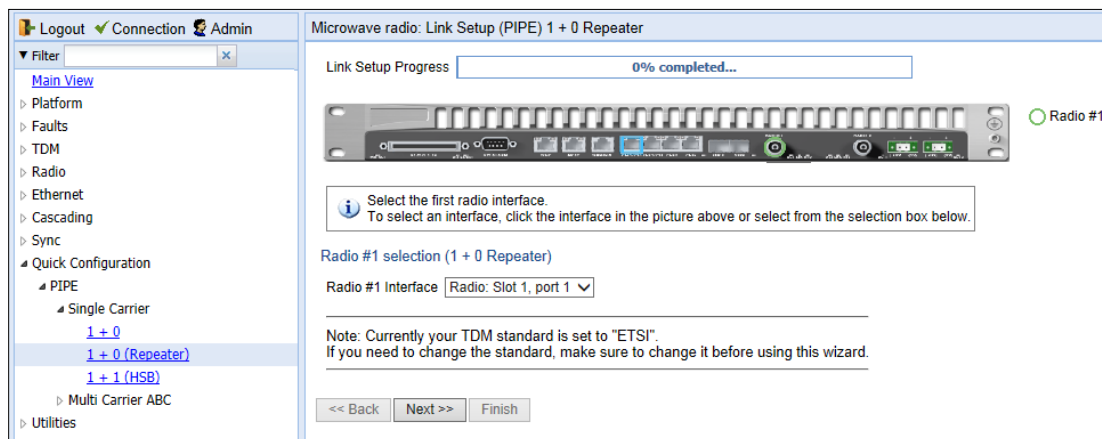 Logout Connection Admin
Microwave radio: Link Setup (PIPE) 1 + 0 Repeater
Filter
Main View
Platform
Faults
TDM
Radio
Ethernet
Cascading
Sync
Quick Configuration
PIPE
Single Carrier
1 + 0
1 + 0 (Repeater)
1 + 1 (HSB)
Multi Carrier ABC
Utilities
Link Setup Progress 0% completed...
Radio #1
Select the first radio interface.
To select an interface, click the interface in the picture above or select from the selection box below.
Radio #1 selection (1 + 0 Repeater)
Radio #1 Interface Radio: Slot 1, port 1
Note: Currently your TDM standard is set to "ETSI".
If you need to change the standard, make sure to change it before using this wizard.
<< Back Next >> Finish